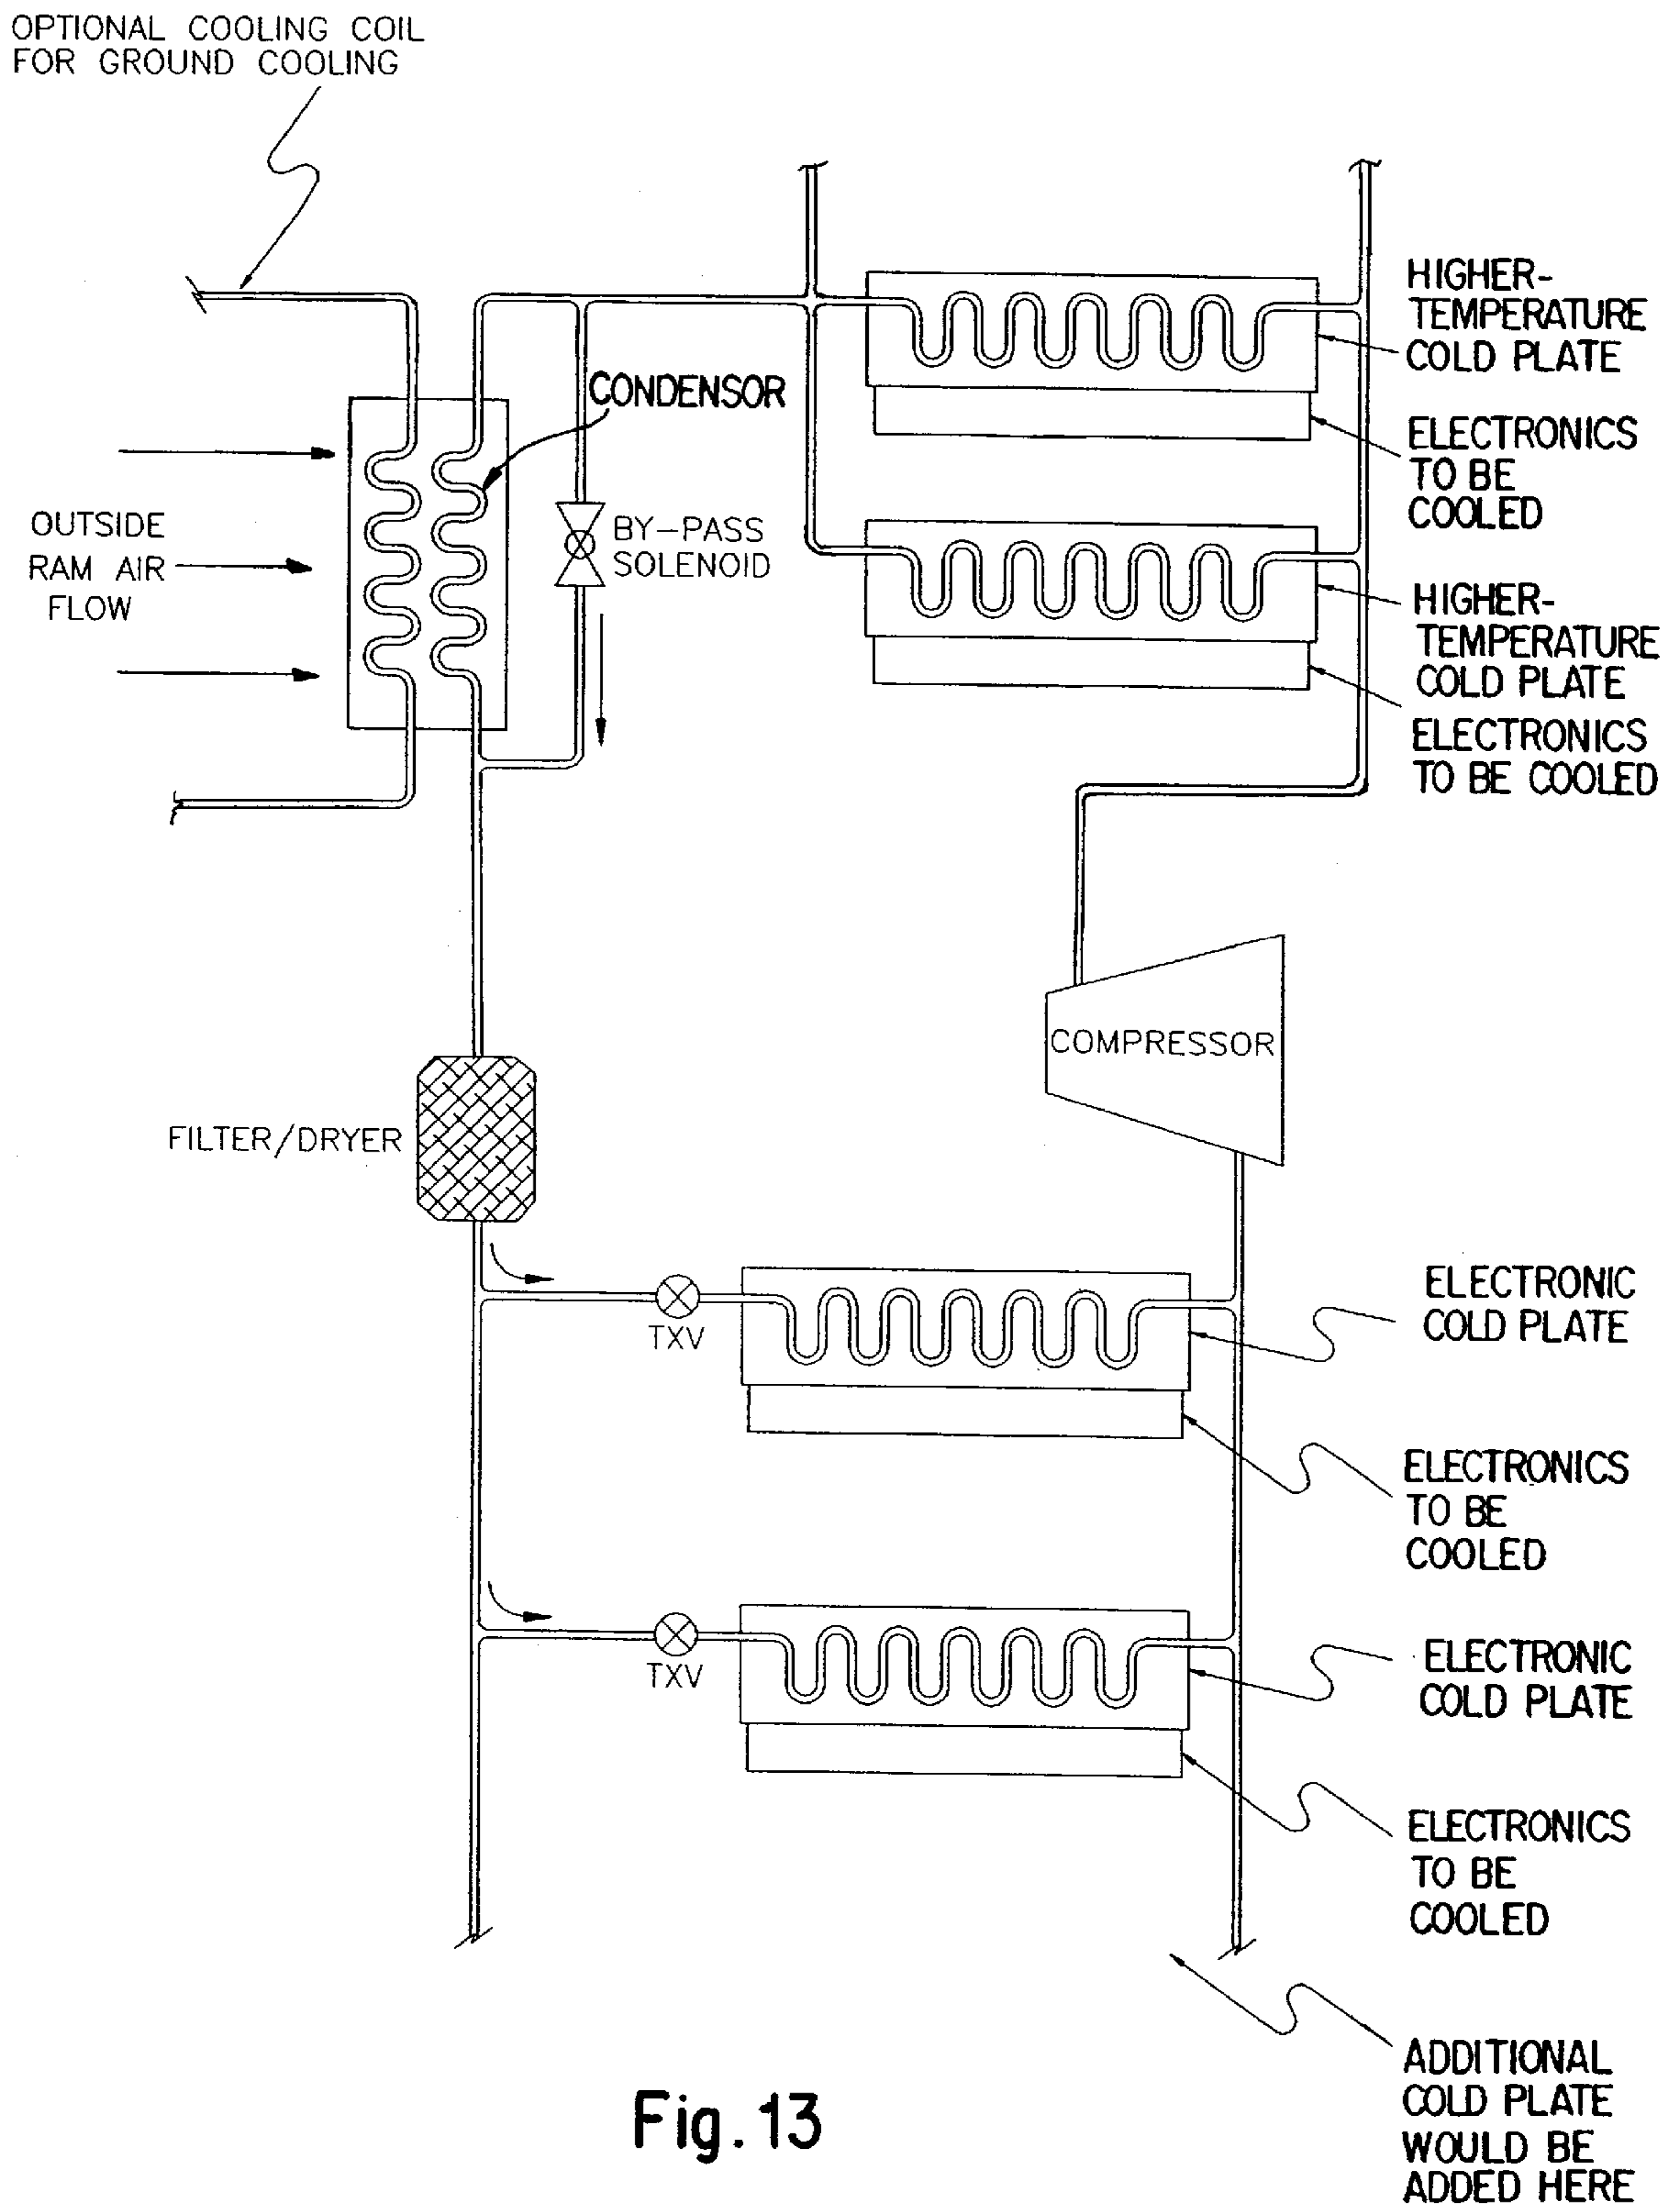 OPTIONAL COOLING COIL
FOR GROUND COOLING
HIGHER-
TEMPERATURE
COLD PLATE
CONDENSOR
ELECTRONICS
TO BE
COOLED
OUTSIDE
RAM AIR
FLOW
BY-PASS
SOLENOID
HIGHER-
TEMPERATURE
COLD PLATE
ELECTRONICS
TO BE COOLED
COMPRESSOR
FILTER/DRYER
TXV
ELECTRONIC
COLD PLATE
ELECTRONICS
TO BE
COOLED
TXV
ELECTRONIC
COLD PLATE
ELECTRONICS
TO BE
COOLED
ADDITIONAL
COLD PLATE
WOULD BE
ADDED HERE
Fig. 13